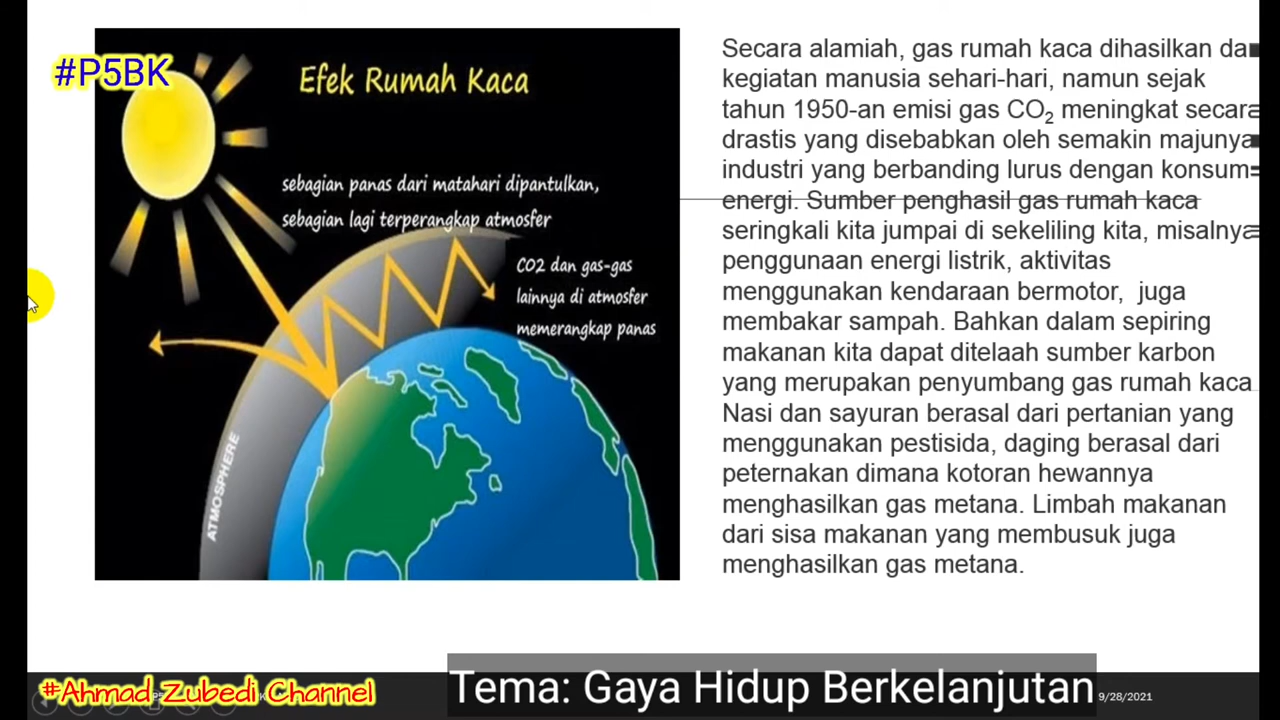 #P5BK
Efek Rumah Kaca
sebagian panas dari matahari dipantulkan,
sebagian lagi terperangkap atmosfer
CO2 dan gas-gas
lainnya di atmosfer
memerangkap panas
ATMOSPHERE
Secara alamiah, gas rumah kaca dihasilkan da
kegiatan manusia sehari-hari, namun sejak
tahun 1950-an emisi gas CO₂ meningkat secara
drastis yang disebabkan oleh semakin majunya
industri yang berbanding lurus dengan konsum
energi. Sumber penghasil gas rumah kaca
seringkali kita jumpai di sekeliling kita, misalnya
penggunaan energi listrik, aktivitas
menggunakan kendaraan bermotor, juga
membakar sampah. Bahkan dalam sepiring
makanan kita dapat ditelaah sumber karbon
yang merupakan penyumbang gas rumah kaca
Nasi dan sayuran berasal dari pertanian yang
menggunakan pestisida, daging berasal dari
peternakan dimana kotoran hewannya
menghasilkan gas metana. Limbah makanan
dari sisa makanan yang membusuk juga
menghasilkan gas metana.
#Ahmad Zubedi Channel
Tema: Gaya Hidup Berkelanjutan
9/28/2021